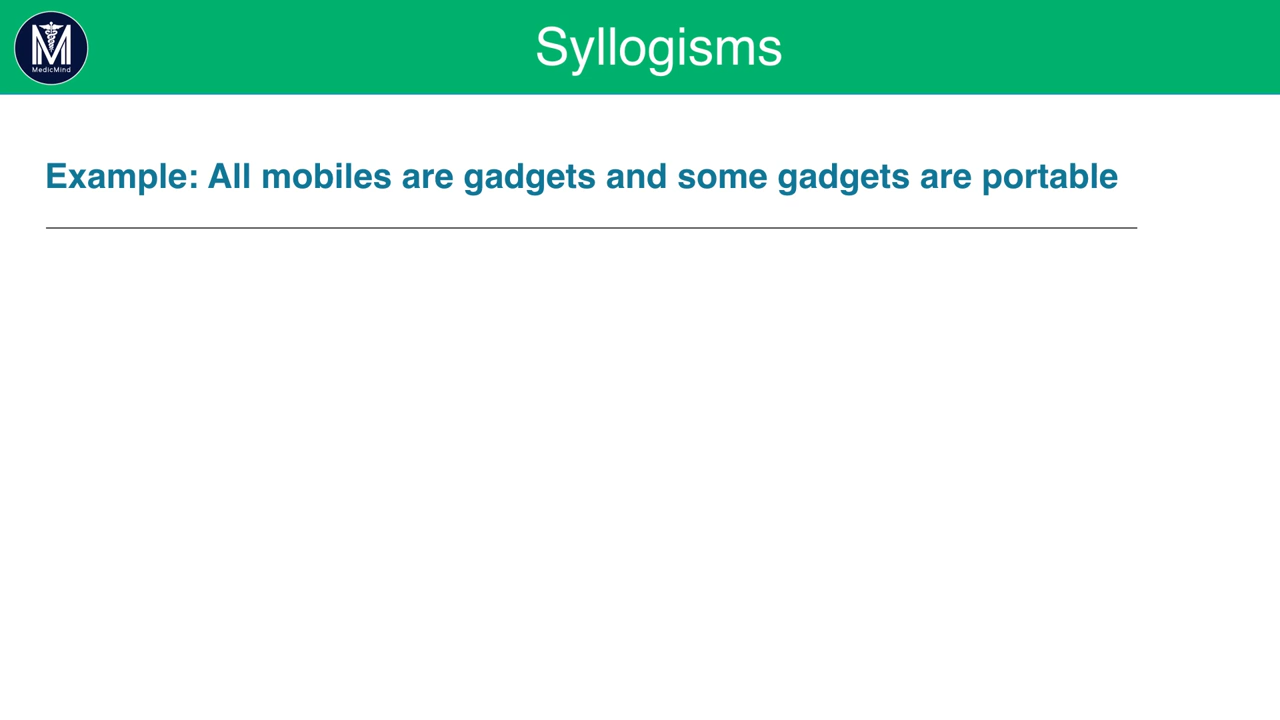 MedicMind
Syllogisms
Example: All mobiles are gadgets and some gadgets are portable